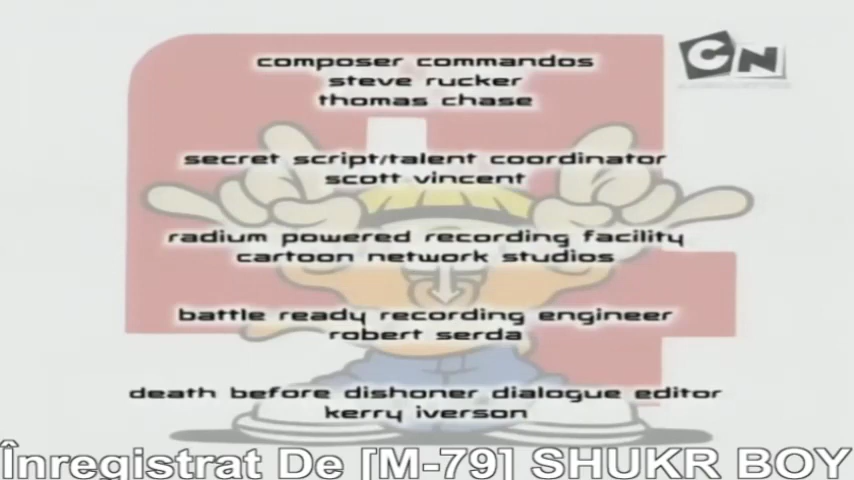 composer commandos
steve rucker
thomas chase
CN
secret script/talent coordinator
scott vincent
radium powered recording facility
cartoon network studios
battle ready recording engineer
robert serda
death before dishoner dialogue editor
kerry iverson
Înregistrat De [M-79] SHUKR BOY